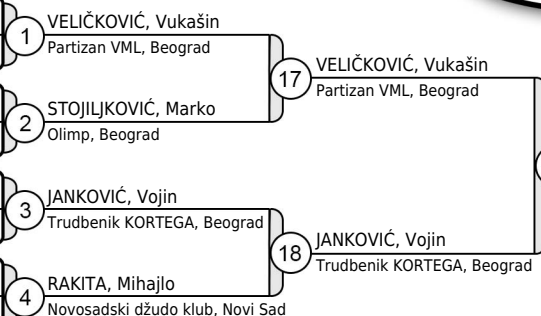 1
VELIČKOVIĆ, Vukašin
Partizan VML, Beograd
17
VELIČKOVIĆ, Vukašin
Partizan VML, Beograd
2
STOJILJKOVIĆ, Marko
Olimp, Beograd
3
JANKOVIĆ, Vojin
Trudbenik KORTEGA, Beograd
18
JANKOVIĆ, Vojin
Trudbenik KORTEGA, Beograd
4
RAKITA, Mihajlo
Novosadski džudo klub, Novi Sad